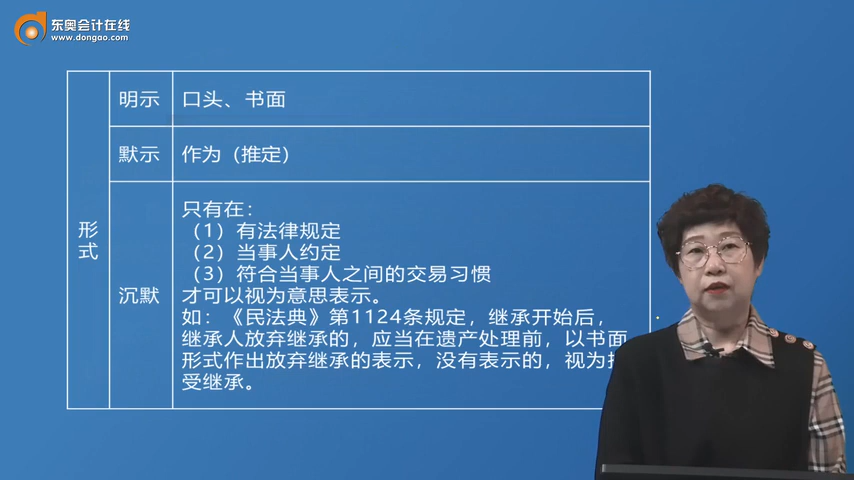 东奥会计在线
www.dongao.com
形式
明示
口头、书面
默示
作为（推定）
沉默
只有在：
（1）有法律规定
（2）当事人约定
（3）符合当事人之间的交易习惯
才可以视为意思表示。
如：《民法典》第1124条规定，继承开始后，
继承人放弃继承的，应当在遗产处理前，以书面
形式作出放弃继承的表示，没有表示的，视为
受继承。